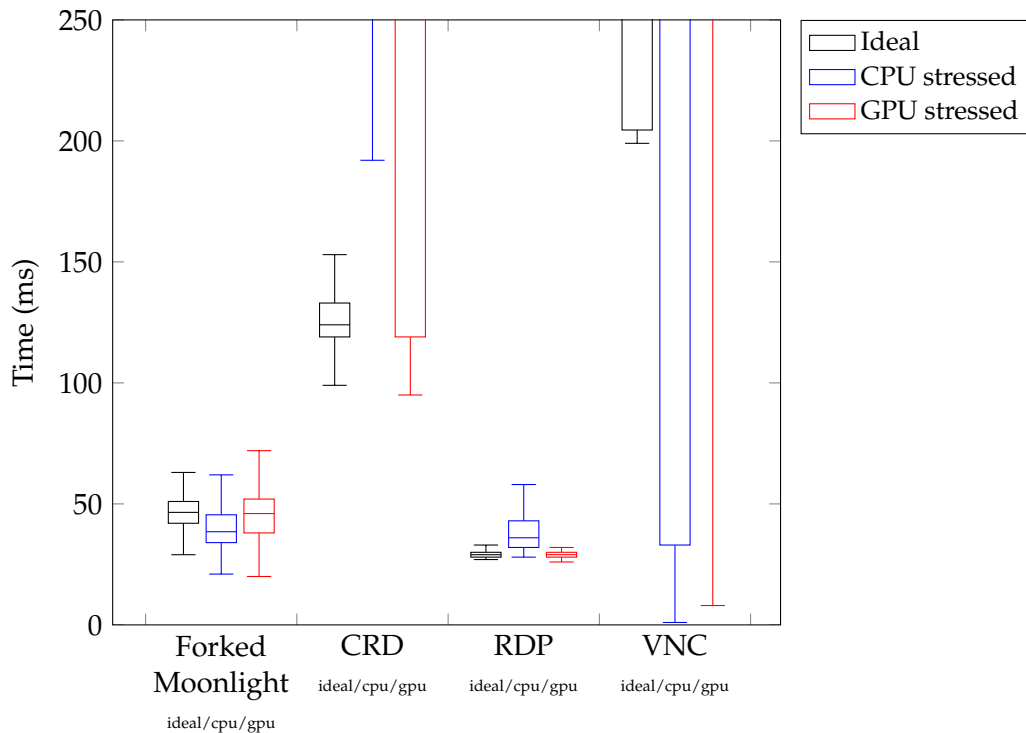 250
200
150
100
50
0
Time (ms)
Ideal
CPU stressed
GPU stressed
Forked
Moonlight
ideal/cpu/gpu
CRD
ideal/cpu/gpu
RDP
ideal/cpu/gpu
VNC
ideal/cpu/gpu